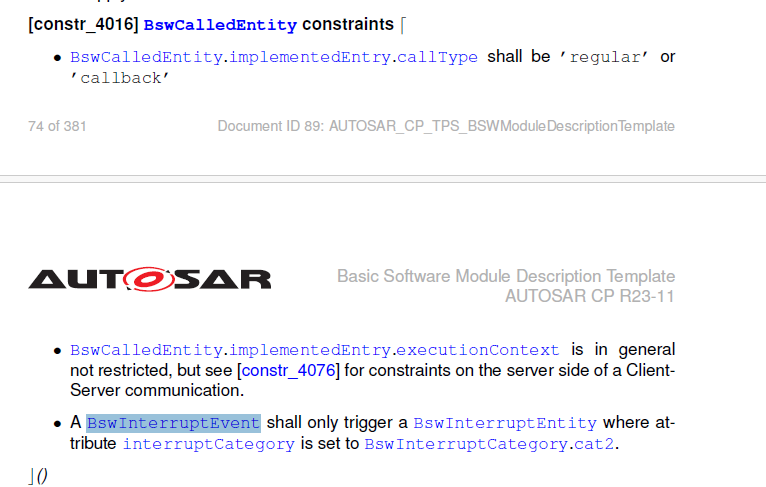 [constr_4016] BswCalledEntity constraints ⌈
• BswCalledEntity.implementedEntry.callType shall be ’regular’ or
’callback’
74 of 381 Document ID 89: AUTOSAR_CP_TPS_BSWModuleDescriptionTemplate
AUTOSAR Basic Software Module Description Template
AUTOSAR CP R23-11
• BswCalledEntity.implementedEntry.executionContext is in general
not restricted, but see [constr_4076] for constraints on the server side of a Client-
Server communication.
• A BswInterruptEvent shall only trigger a BswInterruptEntity where at-
tribute interruptCategory is set to BswInterruptCategory.cat2.
⌋()